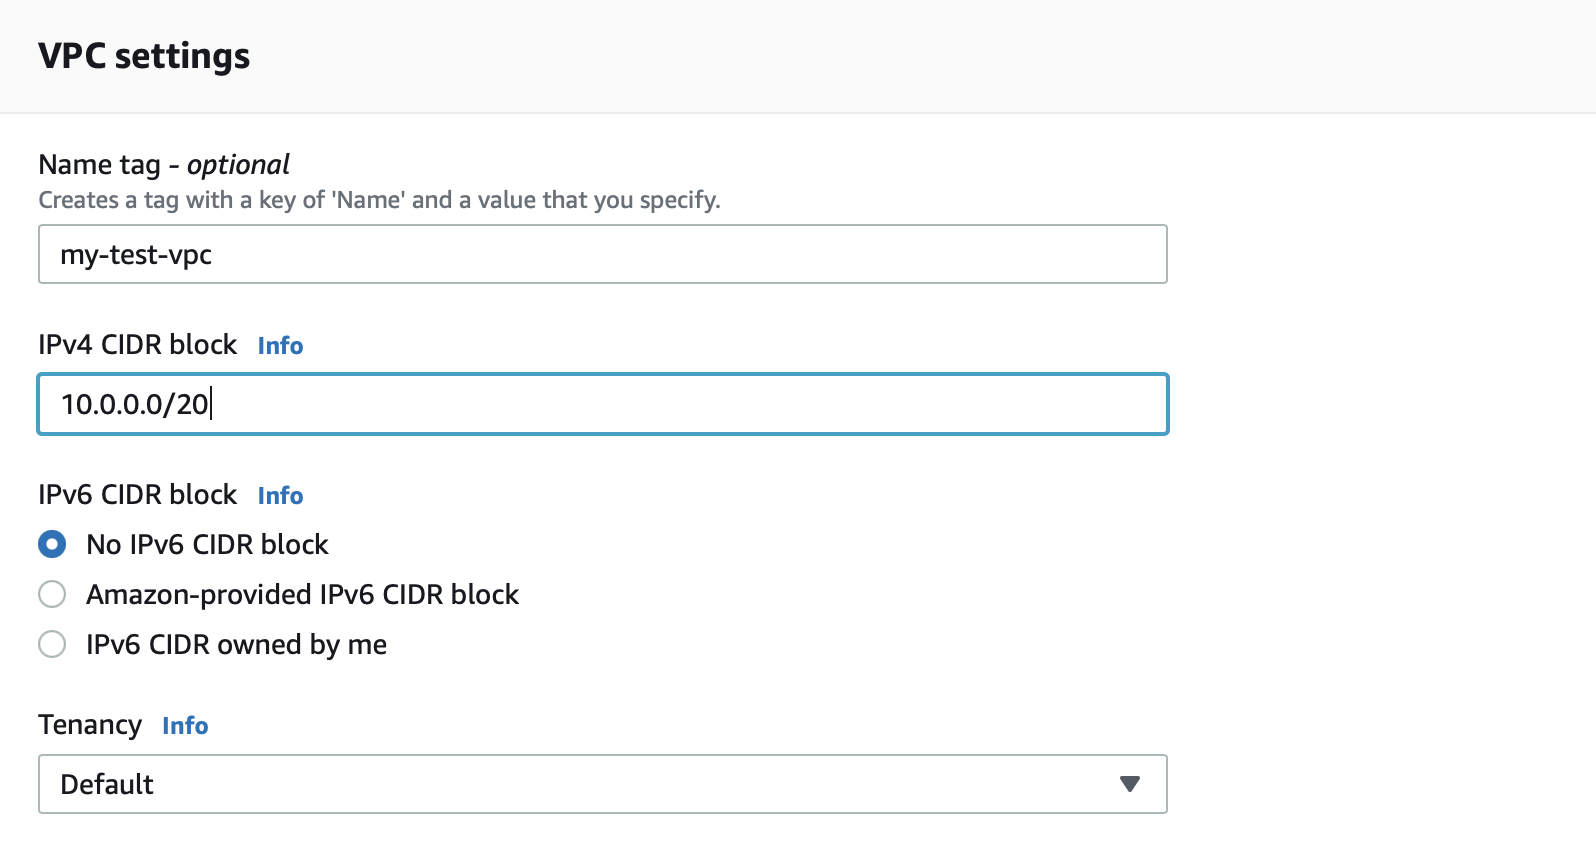 VPC settings
Name tag - optional
Creates a tag with a key of 'Name' and a value that you specify.
my-test-vpc
IPv4 CIDR block Info
10.0.0.0/20
IPv6 CIDR block Info
No IPv6 CIDR block
Amazon-provided IPv6 CIDR block
IPv6 CIDR owned by me
Tenancy Info
Default